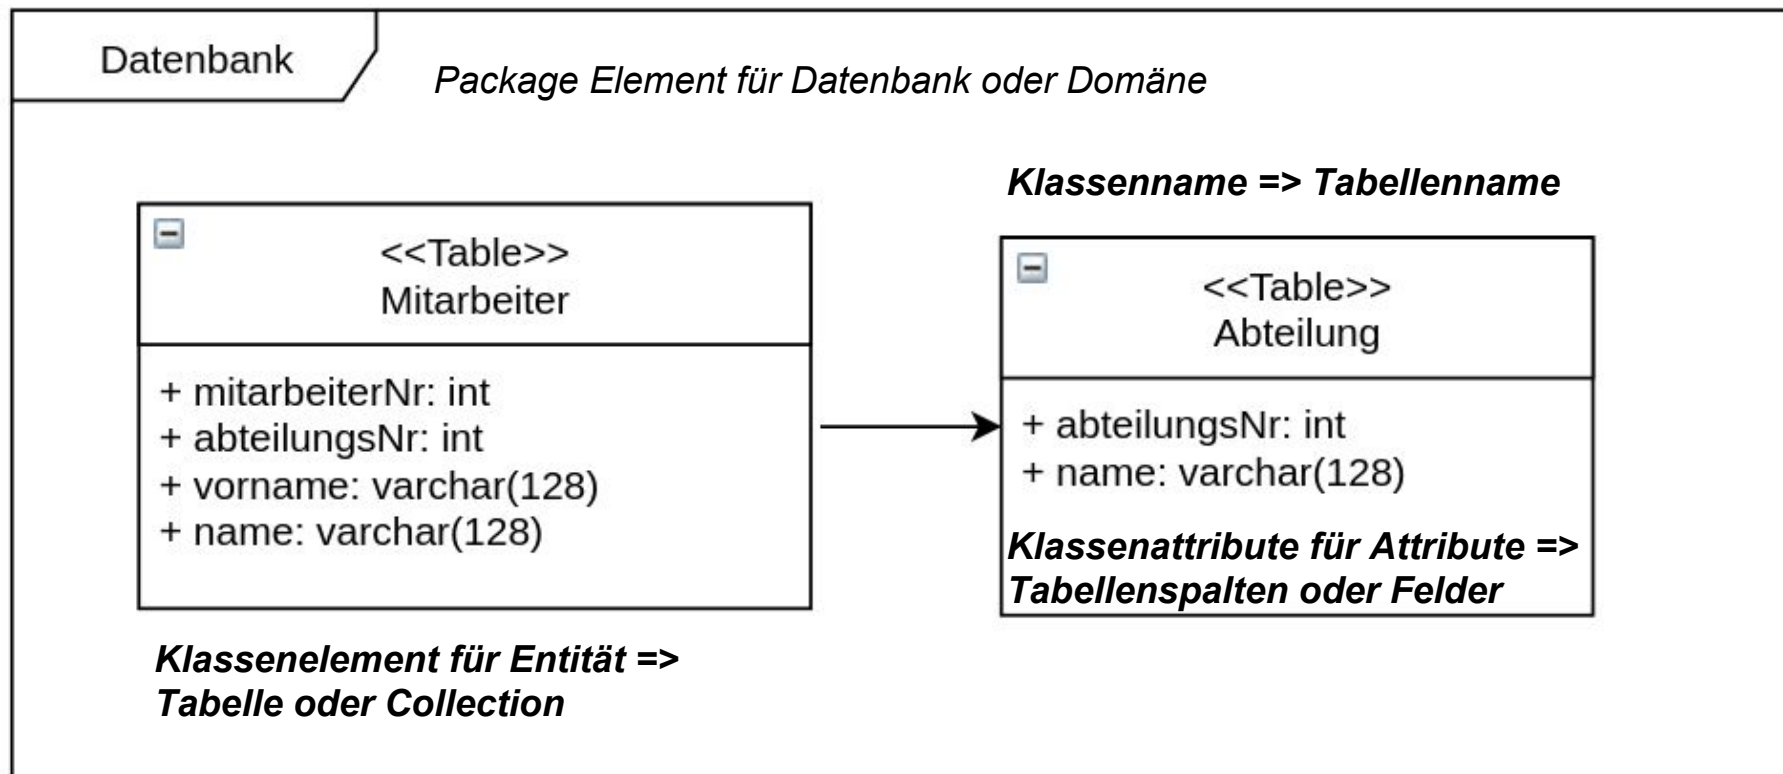 Datenbank
Package Element für Datenbank oder Domäne
Klassenname => Tabellenname
<<Table>>
Mitarbeiter
+ mitarbeiterNr: int
+ abteilungsNr: int
+ vorname: varchar(128)
+ name: varchar(128)
<<Table>>
Abteilung
+ abteilungsNr: int
+ name: varchar(128)
Klassenattribute für Attribute =>
Tabellenspalten oder Felder
Klassenelement für Entität =>
Tabelle oder Collection